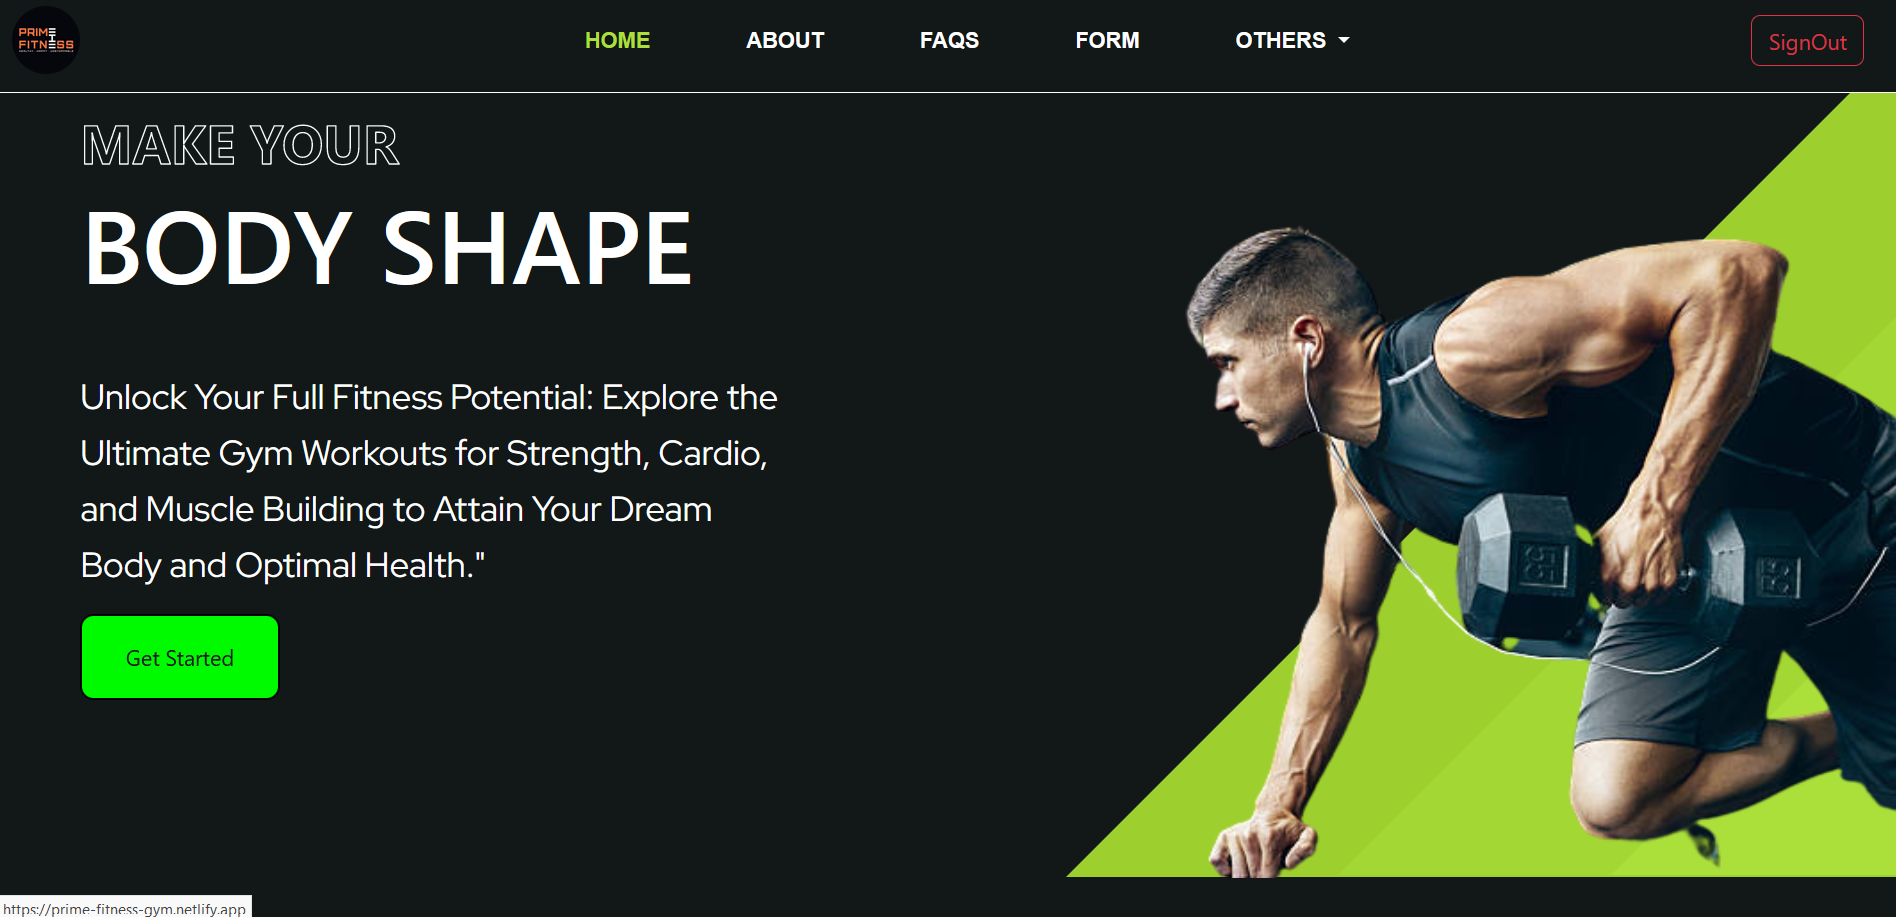 PRIME
FITNESS
HOME
ABOUT
FAQS
FORM
OTHERS
SignOut
MAKE YOUR
BODY SHAPE
Unlock Your Full Fitness Potential: Explore the
Ultimate Gym Workouts for Strength, Cardio,
and Muscle Building to Attain Your Dream
Body and Optimal Health."
Get Started
55
55
https://prime-fitness-gym.netlify.app